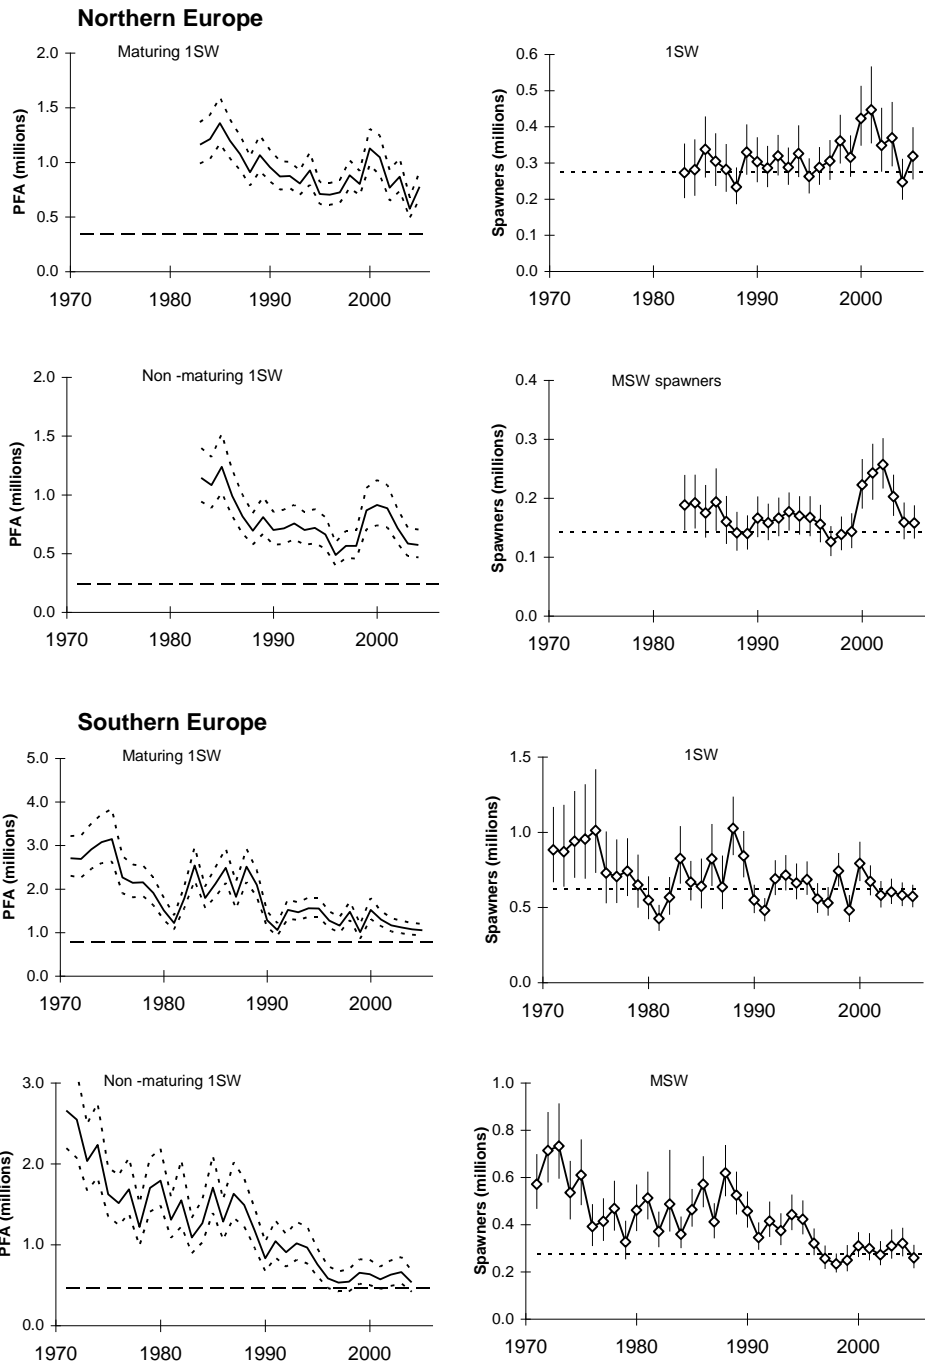 Northern Europe
Maturing 1SW
PFA (millions)
2.0
1.5
1.0
0.5
0.0
1970 1980 1990 2000
1SW
Spawners (millions)
0.6
0.5
0.4
0.3
0.2
0.1
0.0
1970 1980 1990 2000
Non -maturing 1SW
PFA (millions)
2.0
1.5
1.0
0.5
0.0
1970 1980 1990 2000
MSW spawners
Spawners (millions)
0.4
0.3
0.2
0.1
0.0
1970 1980 1990 2000
Southern Europe
Maturing 1SW
PFA (millions)
5.0
4.0
3.0
2.0
1.0
0.0
1970 1980 1990 2000
1SW
Spawners (millions)
1.5
1.0
0.5
0.0
1970 1980 1990 2000
Non -maturing 1SW
PFA (millions)
3.0
2.0
1.0
0.0
1970 1980 1990 2000
MSW
Spawners (millions)
1.0
0.8
0.6
0.4
0.2
0.0
1970 1980 1990 2000